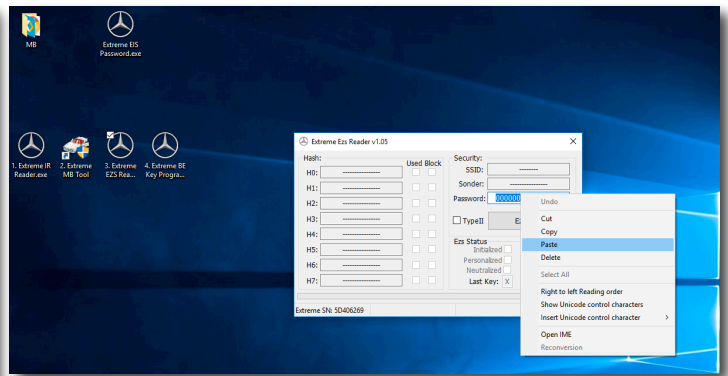 MB
Extreme EIS
Password.exe
1. Extreme IR
Reader.exe
2. Extreme
MB Tool
3. Extreme
EZS Rea...
4. Extreme BE
Key Progra...
Extreme Ezs Reader v1.05
Hash:
Used Block
H0: ----------------
H1: ----------------
H2: ----------------
H3: ----------------
H4: ----------------
H5: ----------------
H6: ----------------
H7: ----------------
Security:
SSID: --------
Sonder: ----------------
Password: 000000
TypeII
E
Ezs Status
Initialized
Personalized
Neutralized
Last Key: X
Extreme SN: 5D406269
Undo
Cut
Copy
Paste
Delete
Select All
Right to left Reading order
Show Unicode control characters
Insert Unicode control character >
Open IME
Reconversion